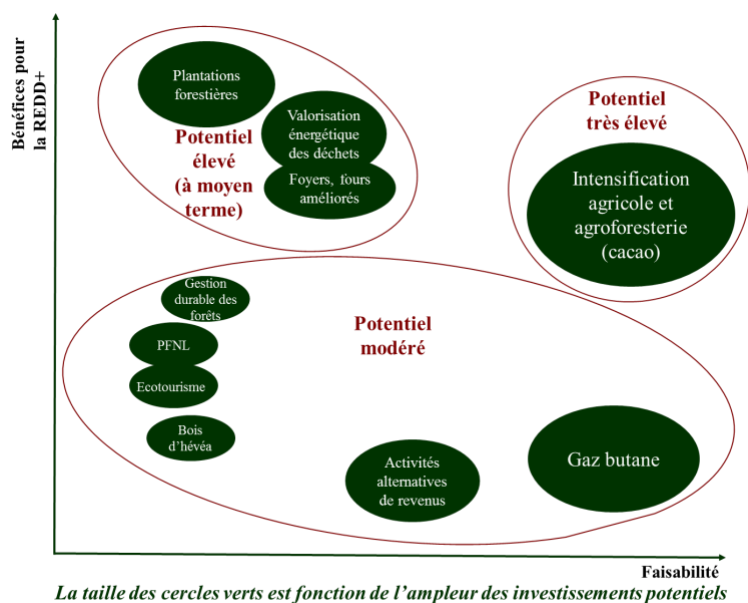 Bénéfices pour
la REDD+
Plantations
forestières
Valorisation
énergétique
des déchets
Foyers, fours
améliorés
Potentiel
élevé
(à moyen
terme)
Potentiel
très élevé
Intensification
agricole et
agroforesterie
(cacao)
Gestion
durable des
forêts
PFNL
Ecotourisme
Bois
d'hévéa
Potentiel
modéré
Activités
alternatives
de revenus
Gaz butane
Faisabilité
La taille des cercles verts est fonction de l'ampleur des investissements potentiels